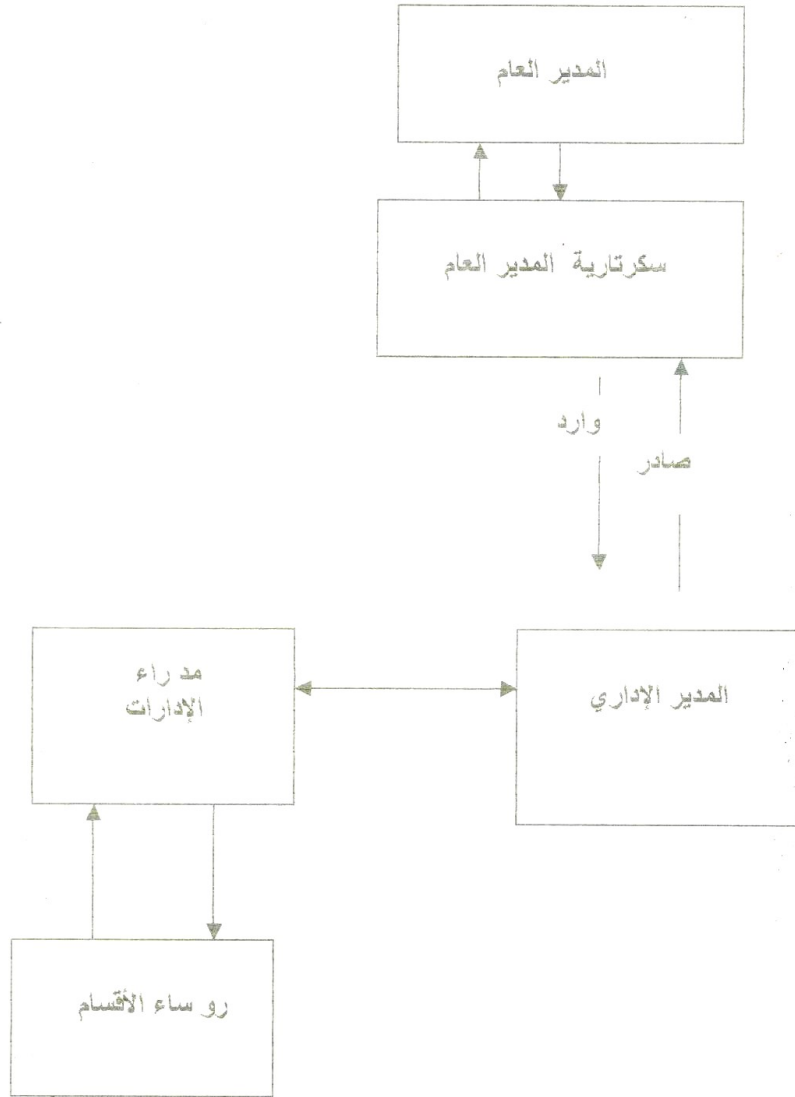 المدير العام
سكرتارية المدير العام
وارد
صادر
المدير الإداري
مد راء
الإدارات
رو ساء الأقسام